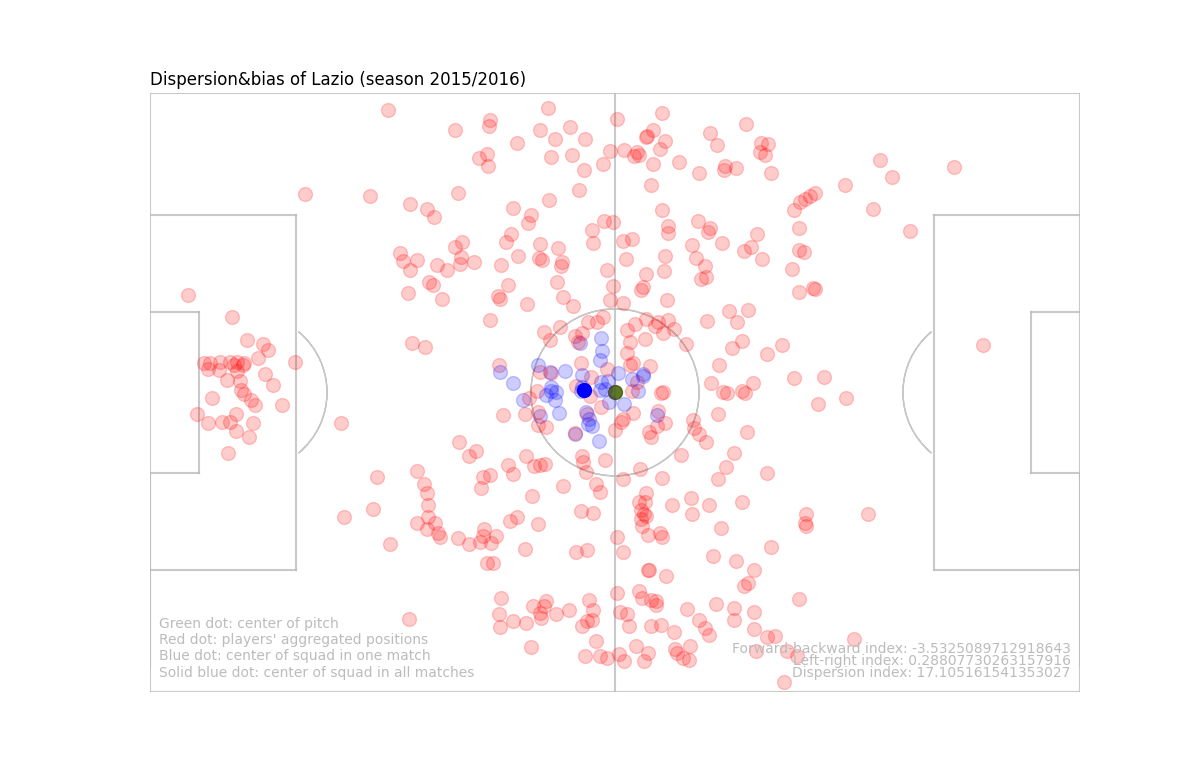 Dispersion&bias of Lazio (season 2015/2016)
Green dot: center of pitch
Red dot: players' aggregated positions
Blue dot: center of squad in one match
Solid blue dot: center of squad in all matches
Forward-backward index: -3.5325089712918643
Left-right index: 0.28807730263157916
Dispersion index: 17.105161541353027